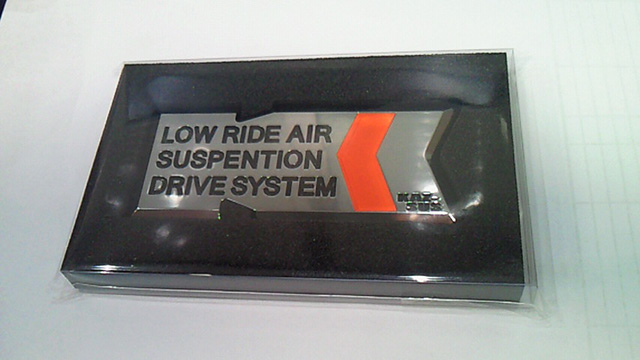 LOW RIDE AIR
SUSPENTION
DRIVE SYSTEM